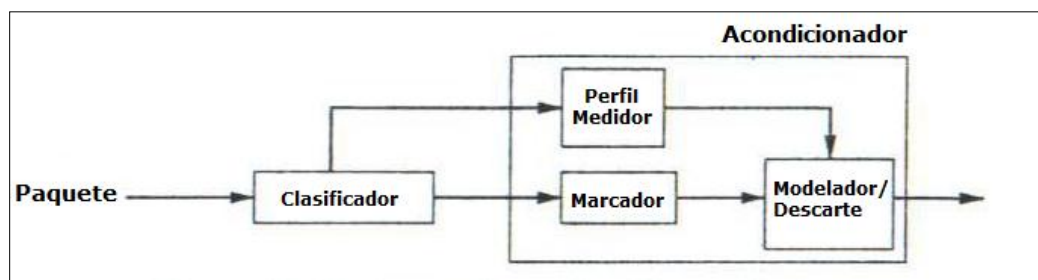 Acondicionador
Perfil
Medidor
Paquete
Clasificador
Marcador
Modelador/
Descarte